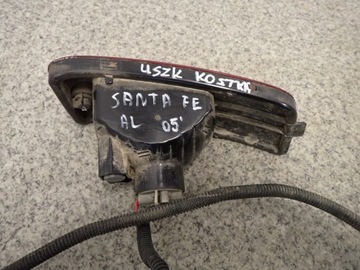 USZK KOSTKA
SANTA FE
AL 05'